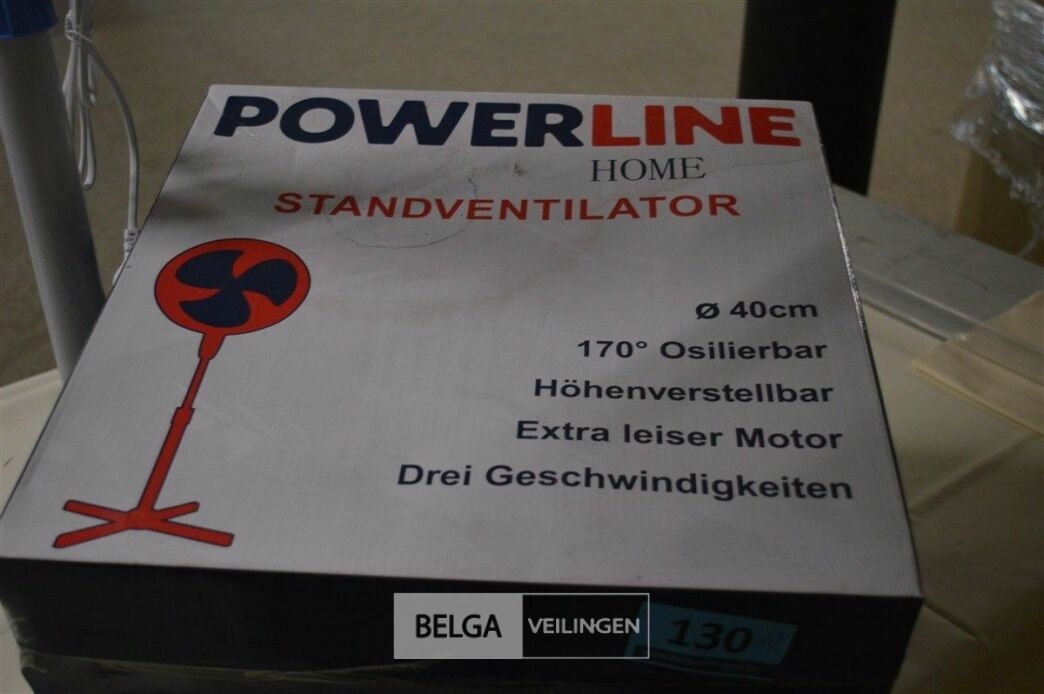 POWERLINE
HOME
STANDVENTILATOR
Ø 40cm
170° Osilierbar
Höhenverstellbar
Extra leiser Motor
Drei Geschwindigkeiten
BELGA VEILINGEN
130